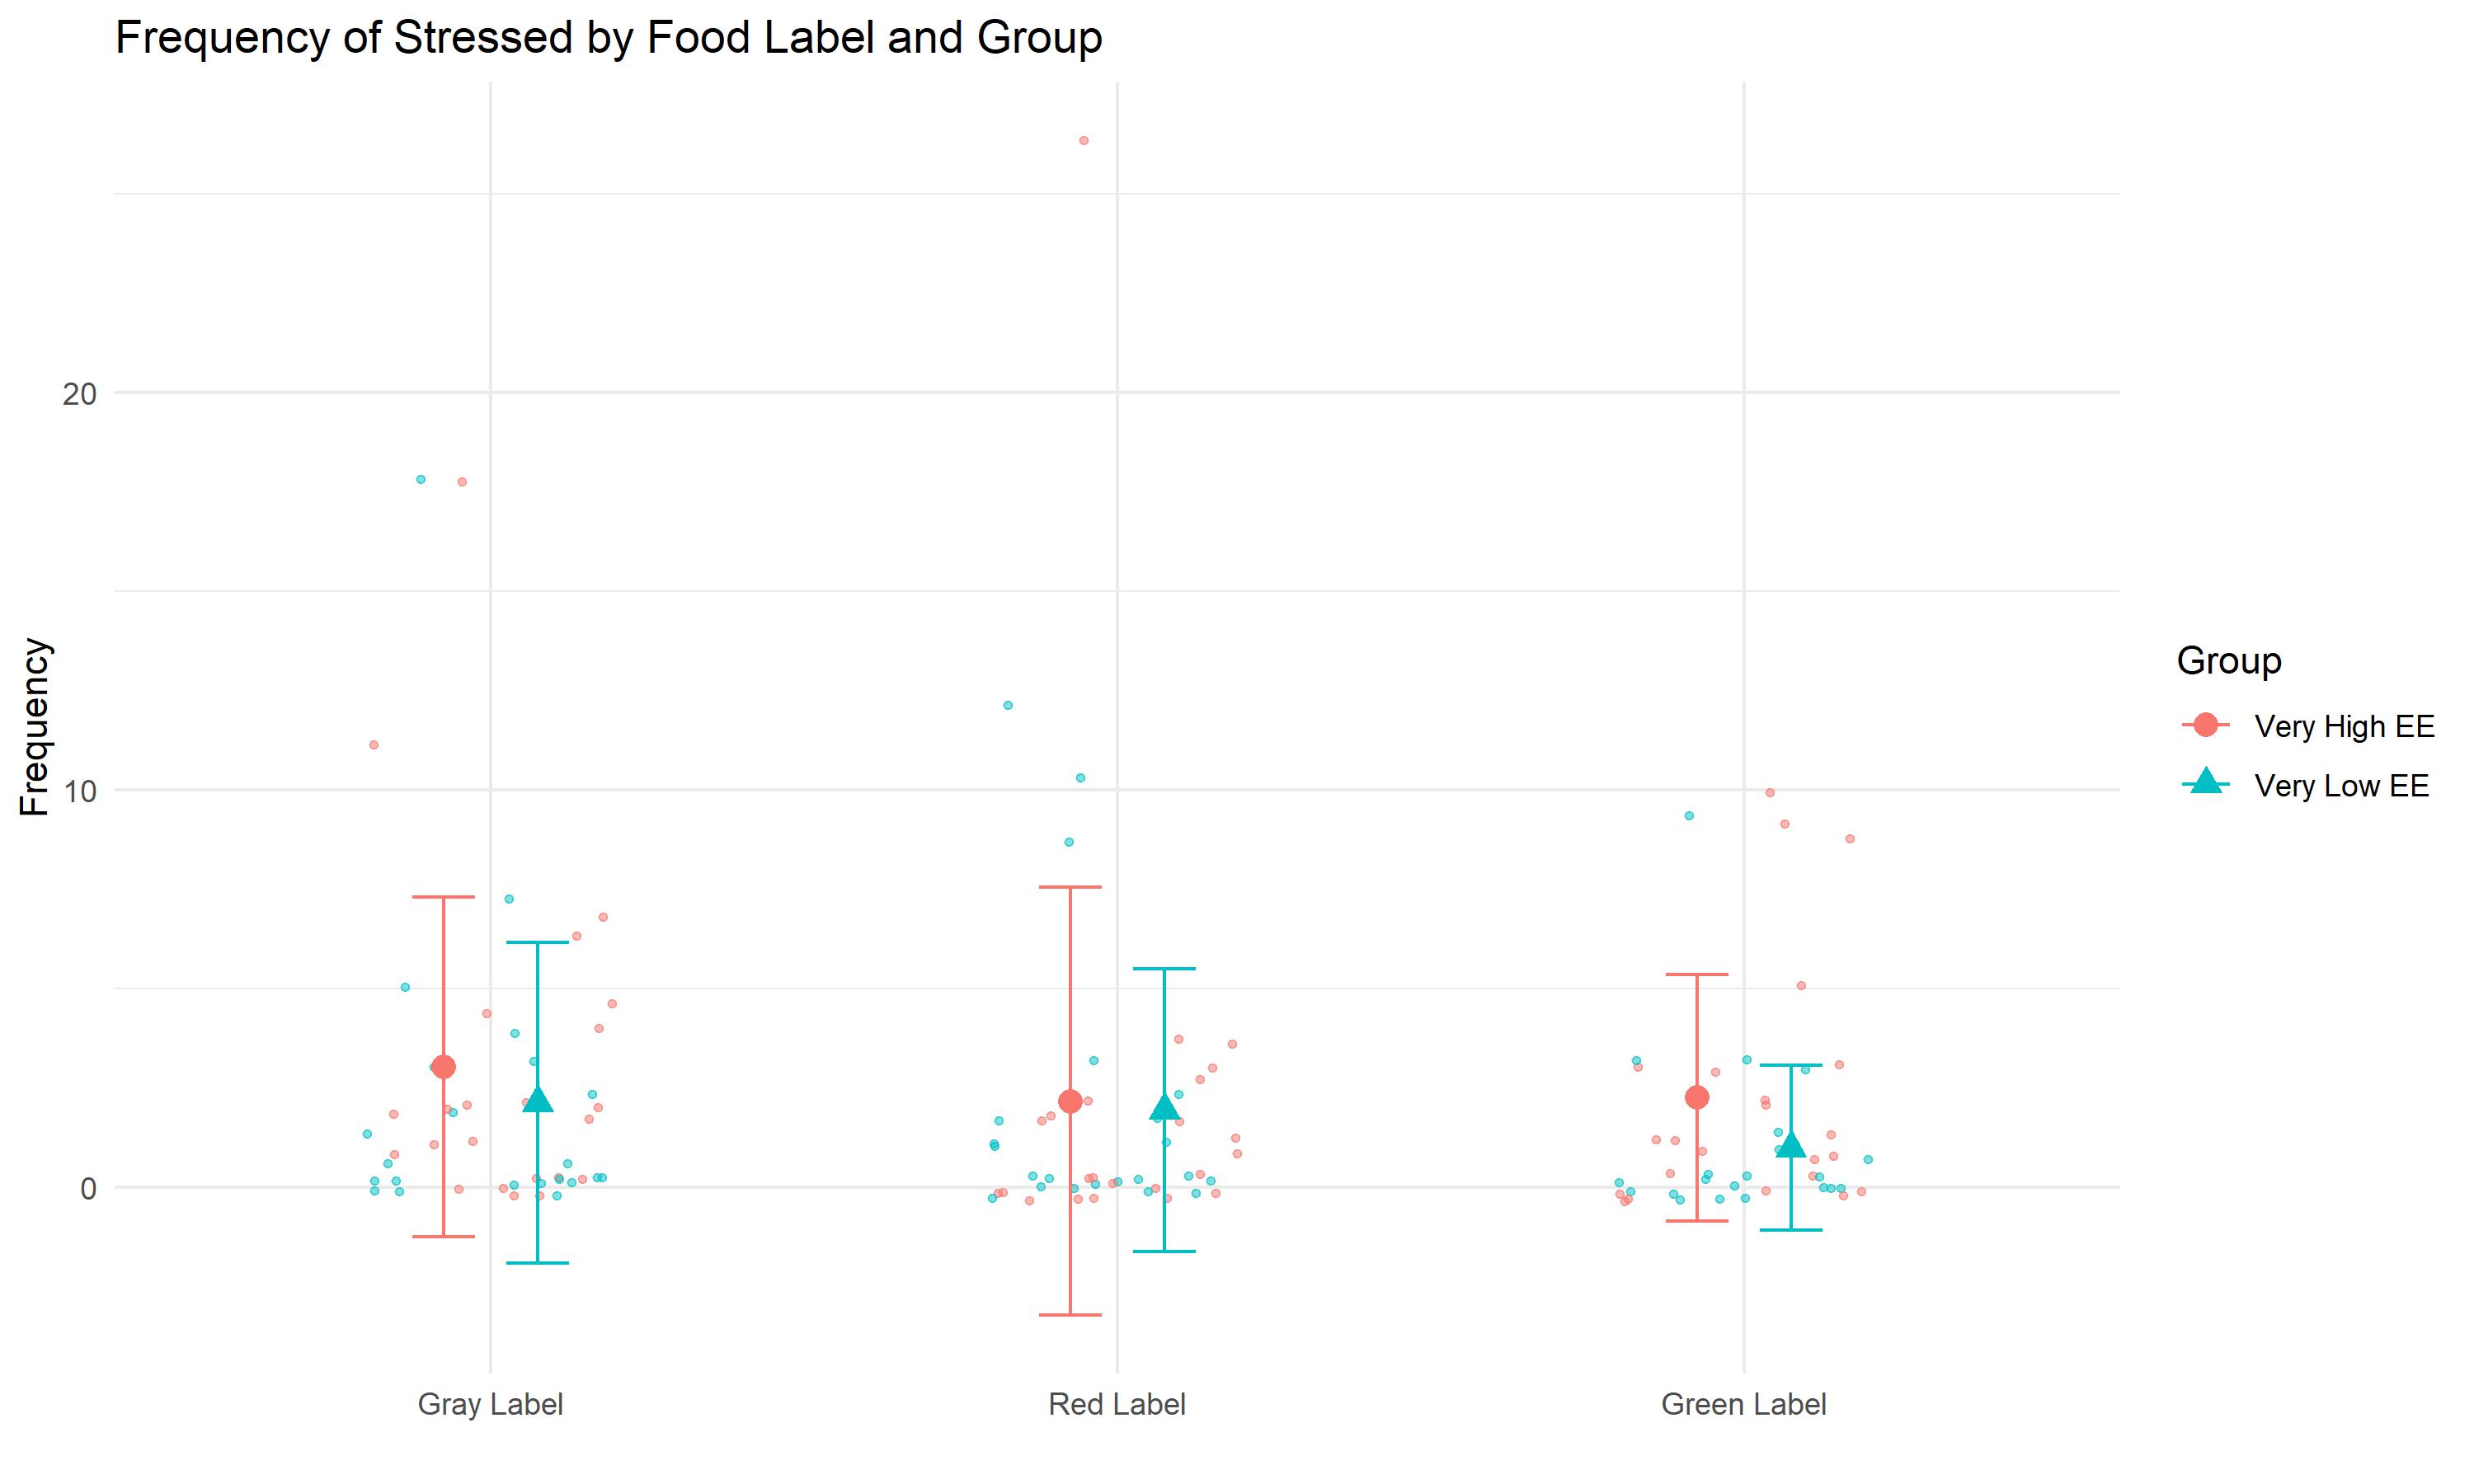 Frequency of Stressed by Food Label and Group
Frequency
20
10
0
Gray Label
Red Label
Green Label
Group
Very High EE
Very Low EE